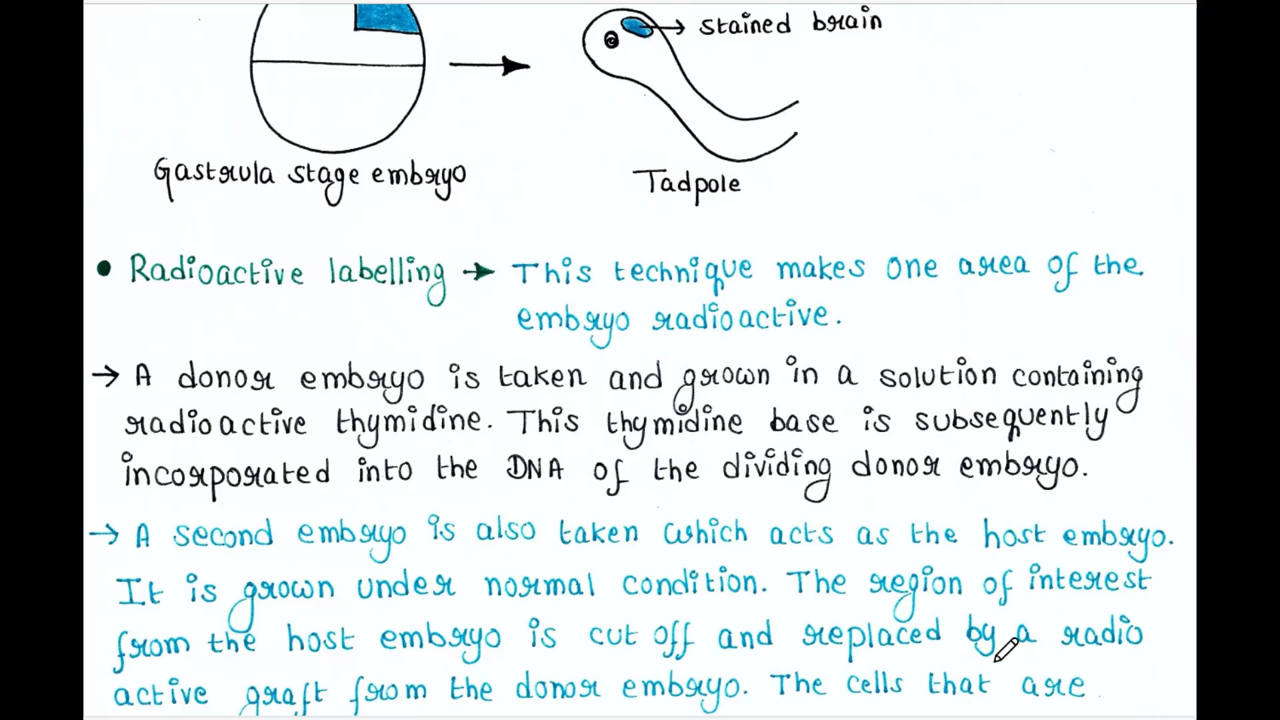 stained brain
Gastrula stage embryo
Tadpole
• Radioactive labelling → This technique makes one area of the
embryo radioactive.
→ A donor embryo is taken and grown in a solution containing
radioactive thymidine. This thymidine base is subsequently
incorporated into the DNA of the dividing donor embryo.
→ A second embryo is also taken which acts as the host embryo.
It is grown under normal condition. The region of interest
from the host embryo is cut off and replaced by a radio
active graft from the donor embryo. The cells that are